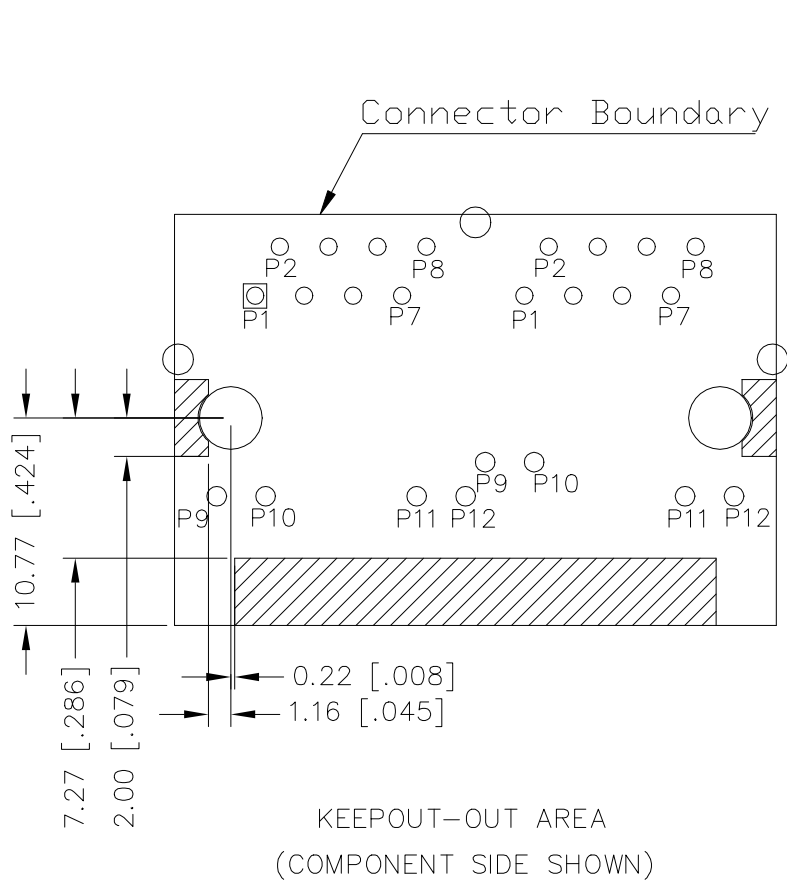 Connector Boundary
P2
P8
P2
P8
P1
P7
P1
P7
10.77 [.424]
P9
P10
P9
P10
P11
P12
P11
P12
0.22 [.008]
1.16 [.045]
7.27 [.286]
2.00 [.079]
KEEPOUT-OUT AREA
(COMPONENT SIDE SHOWN)